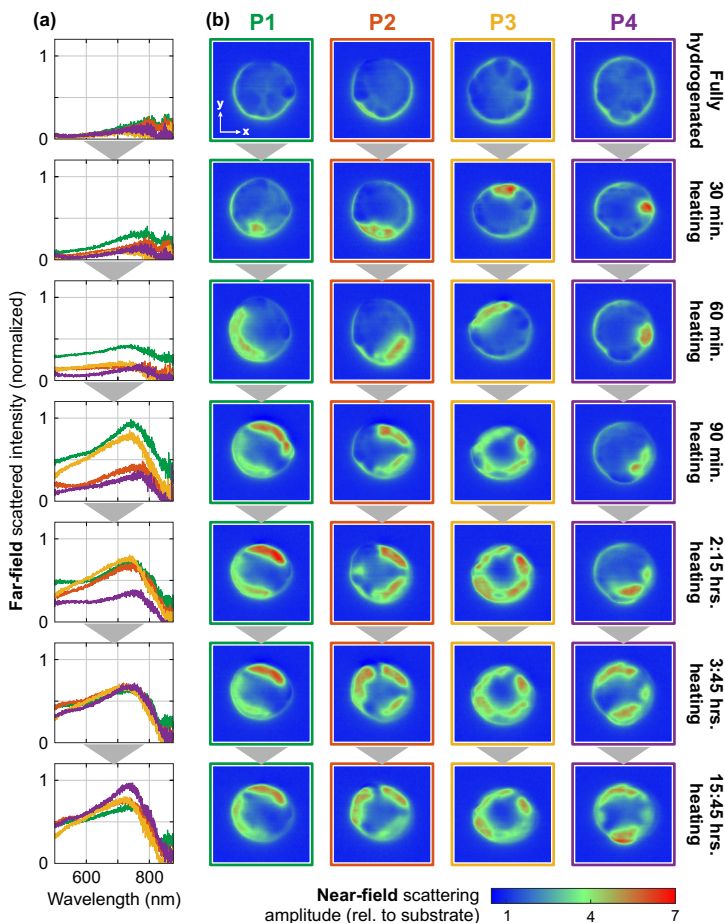 (a)
(b)
P1
P2
P3
P4
Fully
hydrogenated
30 min.
heating
60 min.
heating
90 min.
heating
2:15 hrs.
heating
3:45 hrs.
heating
15:45 hrs.
heating
Far-field scattered intensity (normalized)
1
0
1
0
1
0
1
0
1
0
1
0
1
0
y
x
600
800
Wavelength (nm)
Near-field scattering
amplitude (rel. to substrate)
1
4
7